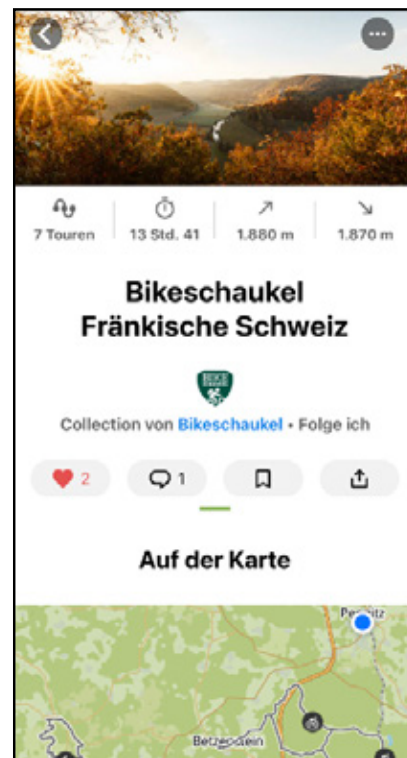 7 Touren
13 Std. 41
1.880 m
1.870 m
Bikeschaukel
Fränkische Schweiz
Collection von Bikeschaukel • Folge ich
2
1
Auf der Karte
Betzenstein